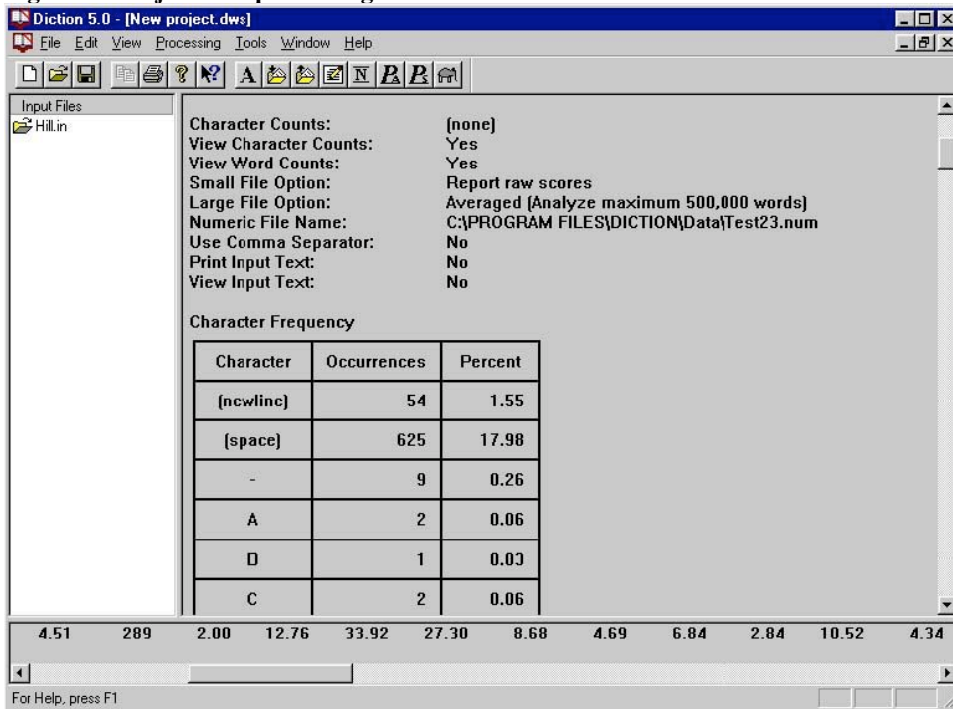 Diction 5.0 - [New project.dws]
File Edit View Processing Tools Window Help
Input Files
Hill.in
Character Counts: (none)
View Character Counts: Yes
View Word Counts: Yes
Small File Option: Report raw scores
Large File Option: Averaged (Analyze maximum 500,000 words)
Numeric File Name: C:\PROGRAM FILES\DICTION\Data\Test23.num
Use Comma Separator: No
Print Input Text: No
View Input Text: No
Character Frequency
Character Occurrences Percent
(newline) 54 1.55
(space) 625 17.98
- 9 0.26
A 2 0.06
1 0.03
C 2 0.06
4.51 289 2.00 12.76 33.92 27.30 8.68 4.69 6.84 2.84 10.52 4.34
For Help, press F1